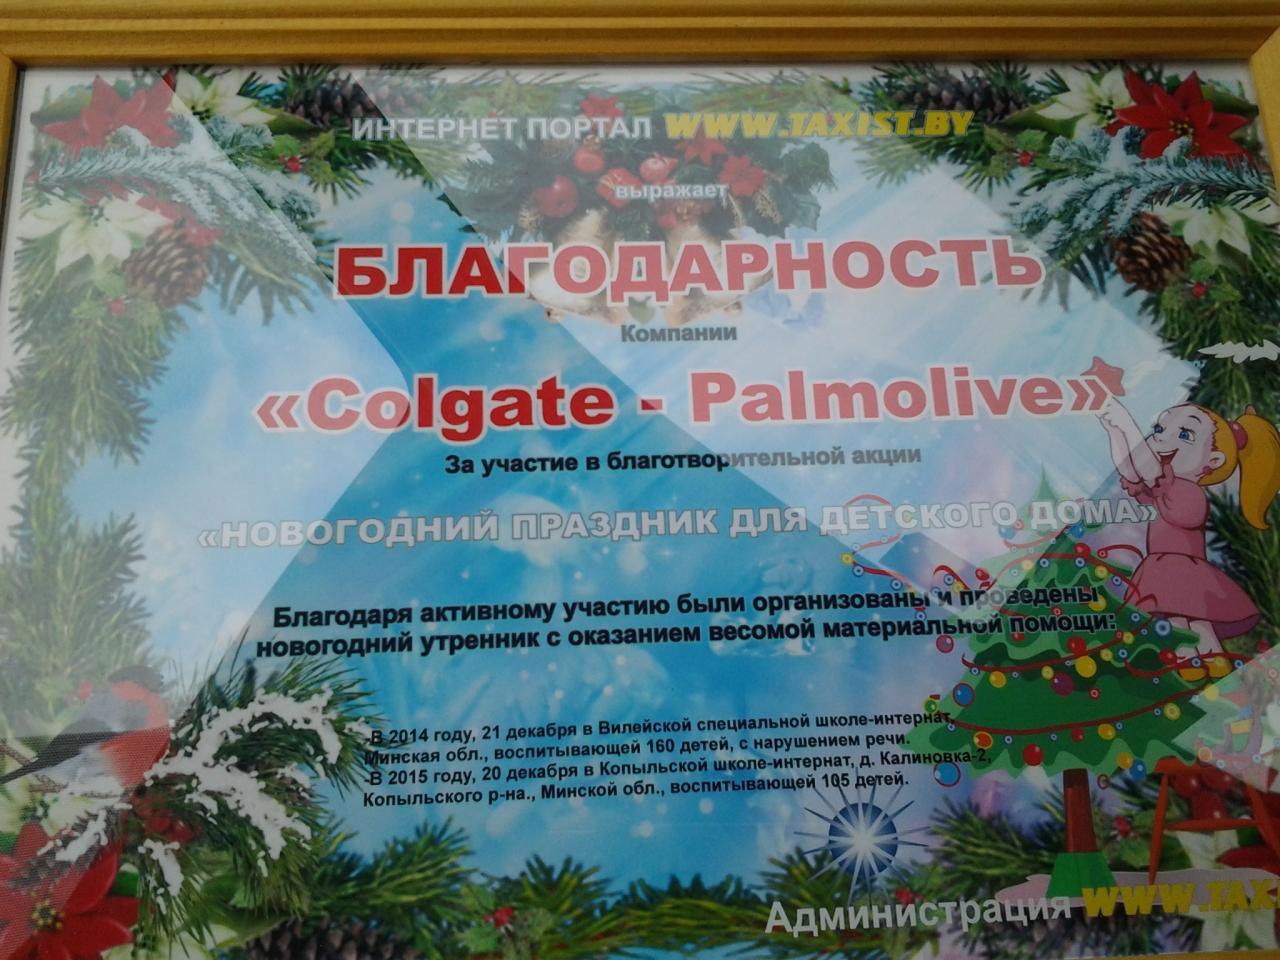 ИНТЕРНЕТ ПОРТАЛ WWW.TAXIST.BY
выражает
БЛАГОДАРНОСТЬ
Компании
«Colgate - Palmolive»
За участие в благотворительной акции
«НОВОГОДНИЙ ПРАЗДНИК ДЛЯ ДЕТСКОГО ДОМА»
Благодаря активному участию были организованы и проведены
новогодний утренник с оказанием весомой материальной помощи:
-В 2014 году, 21 декабря в Вилейской специальной школе-интернат,
Минская обл., воспитывающей 160 детей, с нарушением речи.
-В 2015 году, 20 декабря в Копыльской школе-интернат, д. Калиновка-2,
Копыльского р-на., Минской обл., воспитывающей 105 детей.
Администрация WWW.TAX